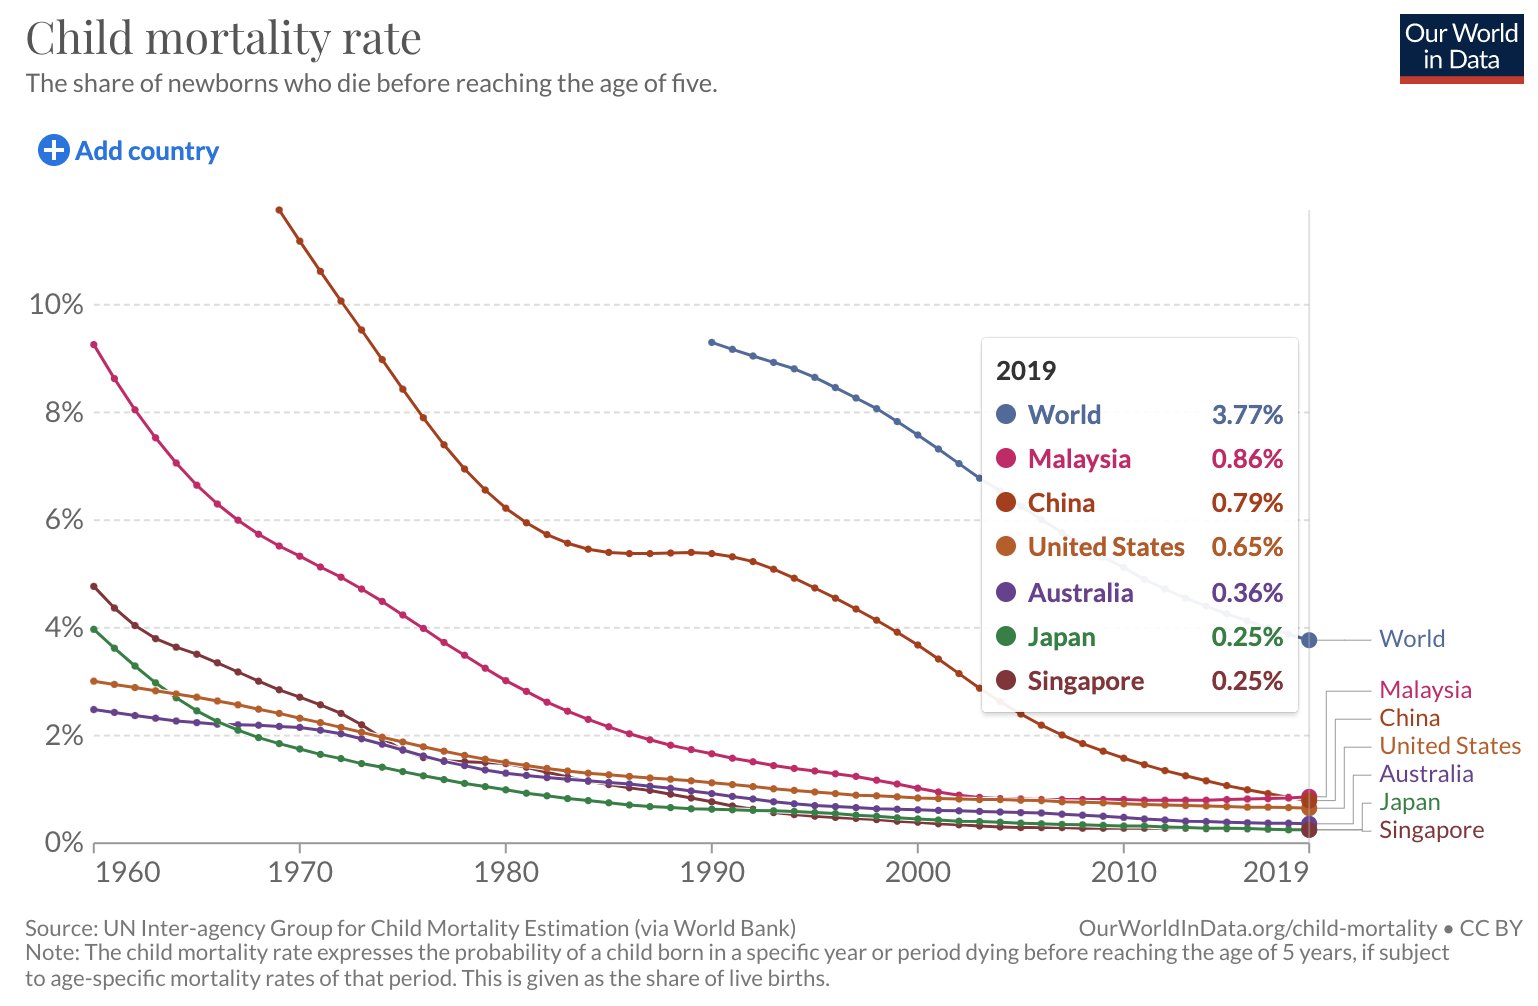 Child mortality rate
The share of newborns who die before reaching the age of five.
Our World
in Data
Add country
10%
8%
6%
4%
2%
0%
2019
World 3.77%
Malaysia 0.86%
China 0.79%
United States 0.65%
Australia 0.36%
Japan 0.25%
Singapore 0.25%
World
Malaysia
China
United States
Australia
Japan
Singapore
1960 1970 1980 1990 2000 2010 2019
Source: UN Inter-agency Group for Child Mortality Estimation (via World Bank)
OurWorldInData.org/child-mortality • CC BY
Note: The child mortality rate expresses the probability of a child born in a specific year or period dying before reaching the age of 5 years, if subject
to age-specific mortality rates of that period. This is given as the share of live births.